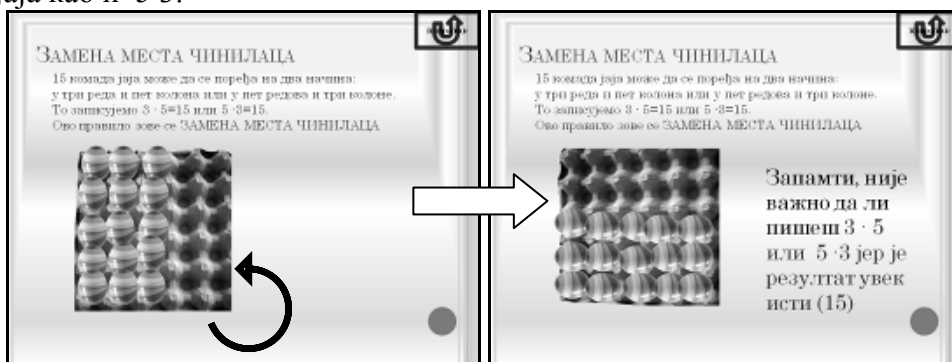 јаја као и 5·3.
ЗАМЕНА МЕСТА ЧИНИЛАЦА
15 комада јаја може да се поређа на два начина:
у три реда и пет колона или у пет редова и три колоне.
То записујемо 3 · 5=15 или 5 ·3=15.
Ово правило зове се ЗАМЕНА МЕСТА ЧИНИЛАЦА
ЗАМЕНА МЕСТА ЧИНИЛАЦА
15 комада јаја може да се поређа на два начина:
у три реда и пет колона или у пет редова и три колоне.
То записујемо 3 · 5=15 или 5 ·3=15.
Ово правило зове се ЗАМЕНА МЕСТА ЧИНИЛАЦА
Запамти, није
важно да ли
пишеш 3 · 5
или 5 ·3 јер је
резултат увек
исти (15)